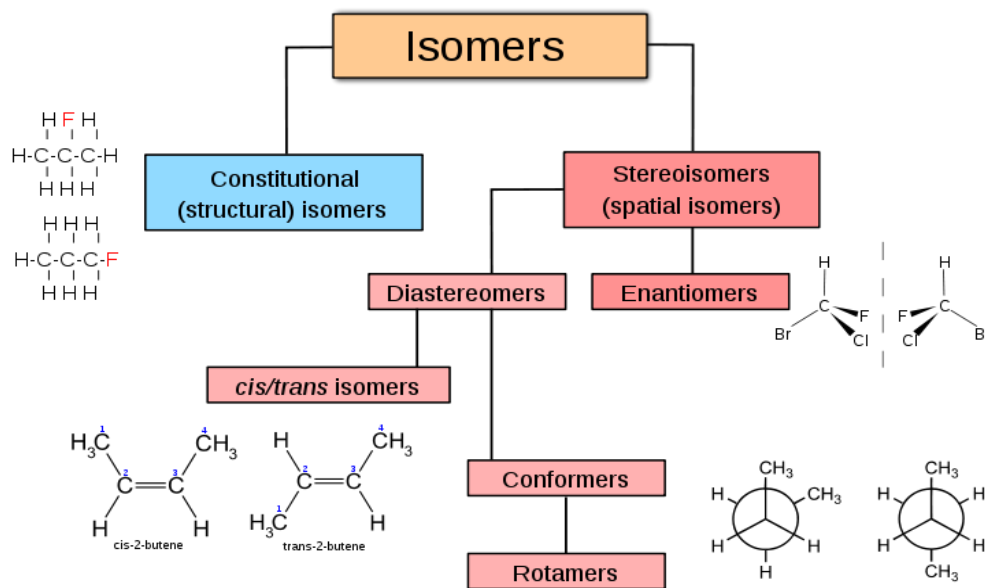 Isomers
H F H
H-C-C-C-H
H H H
Constitutional
(structural) isomers
Stereoisomers
(spatial isomers)
H H H
H-C-C-C-F
H H H
Diastereomers
Enantiomers
H
C
F
Br
Cl
H
C
F
Cl
B
cis/trans isomers
1
H3C
4
CH3
2
C
3
C
H
H
cis-2-butene
H
4
CH3
2
C
3
C
1
H3C
H
trans-2-butene
Conformers
CH3
H
CH3
H
H
H
CH3
H
H
H
H
CH3
Rotamers